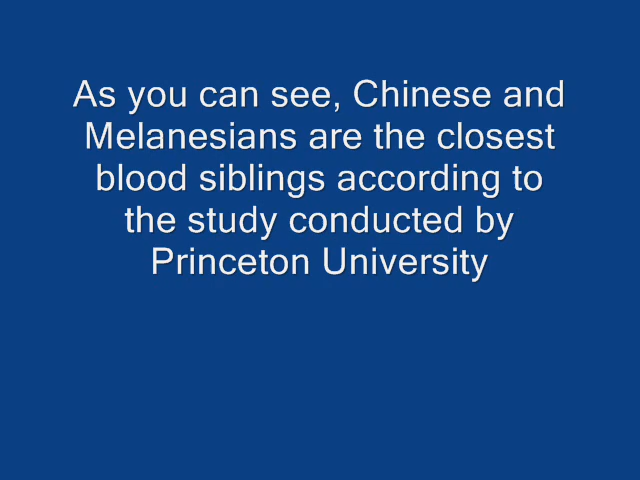 As you can see, Chinese and
Melanesians are the closest
blood siblings according to
the study conducted by
Princeton University